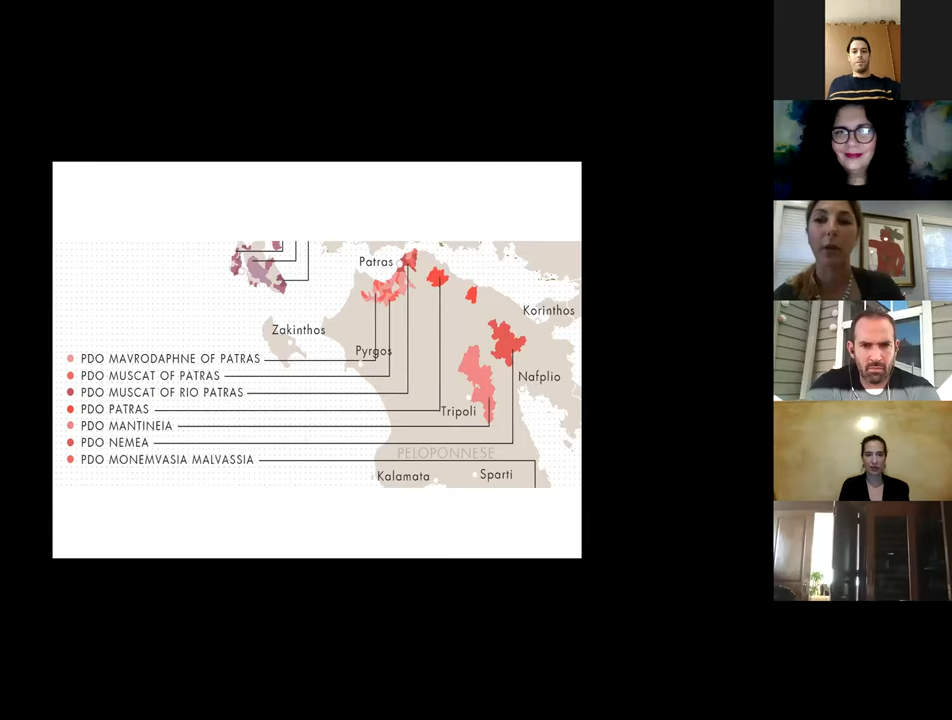 Patras
Korinthos
Zakinthos
Pyrgos
PDO MAVRODAPHNE OF PATRAS
PDO MUSCAT OF PATRAS
Nafplio
PDO MUSCAT OF RIO PATRAS
PDO PATRAS
Tripoli
PDO MANTINEIA
PDO NEMEA
PELOPONNESE
PDO MONEMVASIA MALVASSIA
Kalamata
Sparti